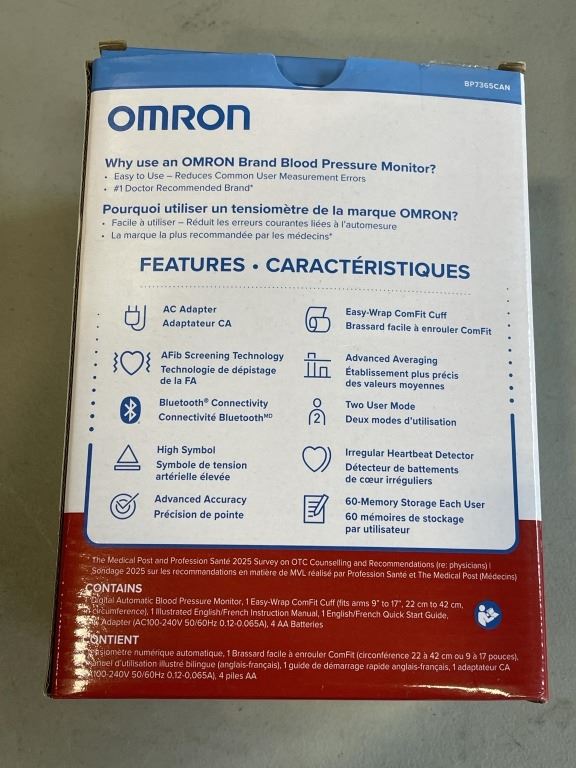 BP7365CAN
OMRON
Why use an OMRON Brand Blood Pressure Monitor?
• Easy to Use – Reduces Common User Measurement Errors
• #1 Doctor Recommended Brand*
Pourquoi utiliser un tensiomètre de la marque OMRON?
• Facile à utiliser – Réduit les erreurs courantes liées à l'automesure
• La marque la plus recommandée par les médecins*
FEATURES • CARACTÉRISTIQUES
AC Adapter
Adaptateur CA
Easy-Wrap ComFit Cuff
Brassard facile à enrouler ComFit
AFib Screening Technology
Technologie de dépistage
de la FA
Advanced Averaging
Établissement plus précis
des valeurs moyennes
Bluetooth® Connectivity
Connectivité Bluetooth^MD
2
Two User Mode
Deux modes d'utilisation
High Symbol
Symbole de tension
artérielle élevée
Irregular Heartbeat Detector
Détecteur de battements
de cœur irréguliers
Advanced Accuracy
Précision de pointe
60-Memory Storage Each User
60 mémoires de stockage
par utilisateur
The Medical Post and Profession Santé 2025 Survey on OTC Counselling and Recommendations (re: physicians) |
Sondage 2025 sur les recommandations en matière de MVL réalisé par Profession Santé et The Medical Post (Médecins)
CONTAINS
Digital Automatic Blood Pressure Monitor, 1 Easy-Wrap ComFit Cuff (fits arms 9" to 17", 22 cm to 42 cm,
in circumference), 1 Illustrated English/French Instruction Manual, 1 English/French Quick Start Guide,
Adapter (AC100-240V 50/60Hz 0.12-0.065A), 4 AA Batteries
CONTIENT
tensiomètre numérique automatique, 1 Brassard facile à enrouler ComFit (circonférence 22 à 42 cm ou 9 à 17 pouces),
manuel d'utilisation illustré bilingue (anglais-français), 1 guide de démarrage rapide anglais-français, 1 adaptateur CA
A100-240V 50/60Hz 0.12-0.065A), 4 piles AA